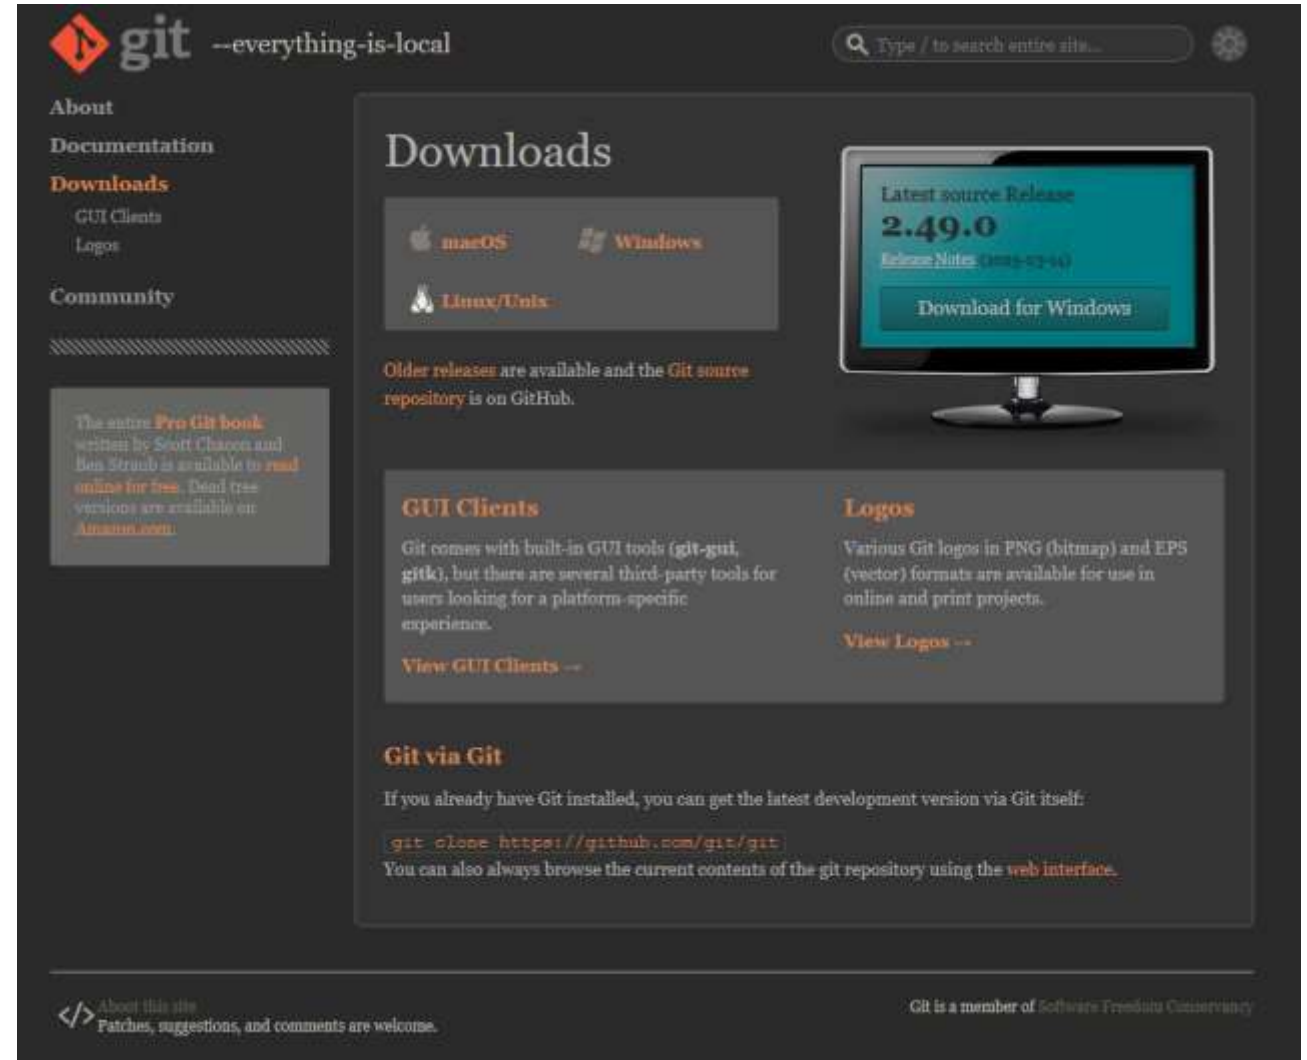 git --everything-is-local
Type / to search entire site...
About
Documentation
Downloads
GUI Clients
Logos
Community
The entire Pro Git book
written by Scott Chacon and
Ben Straub is available to read
online for free. Dead tree
versions are available on
Amazon.com.
Downloads
macOS
Windows
Linux/Unix
Older releases are available and the Git source
repository is on GitHub.
Latest source Release
2.49.0
Release Notes (2025-03-14)
Download for Windows
GUI Clients
Git comes with built-in GUI tools (git-gui,
gitk), but there are several third-party tools for
users looking for a platform-specific
experience.
View GUI Clients →
Logos
Various Git logos in PNG (bitmap) and EPS
(vector) formats are available for use in
online and print projects.
View Logos →
Git via Git
If you already have Git installed, you can get the latest development version via Git itself:
git clone https://github.com/git/git
You can also always browse the current contents of the git repository using the web interface.
</> About this site
Patches, suggestions, and comments are welcome.
Git is a member of Software Freedom Conservancy